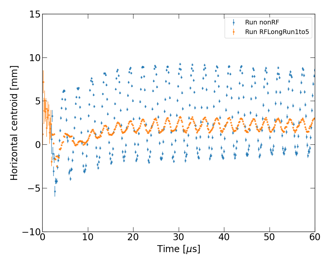 Run nonRF
Run RFLongRun1to5
15
10
5
0
−5
−10
Horizontal centroid [mm]
0 10 20 30 40 50 60
Time [μs]